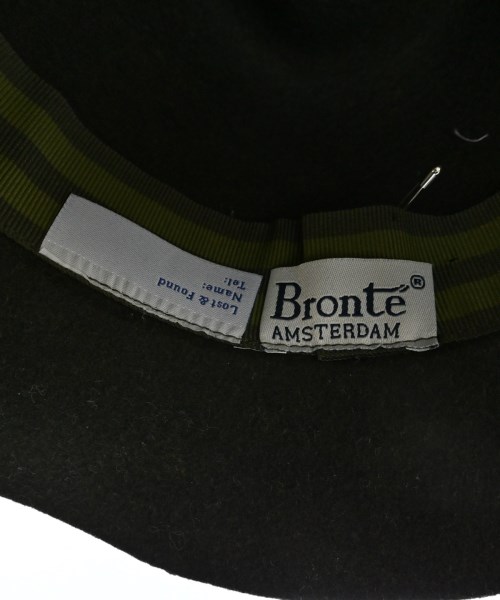 Lost & Found
Name:
Tel:
Bronté®
AMSTERDAM